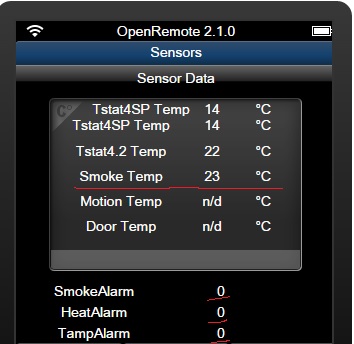 OpenRemote 2.1.0
Sensors
Sensor Data
C°
Tstat4SP Temp 14 °C
Tstat4SP Temp 14 °C
Tstat4.2 Temp 22 °C
Smoke Temp 23 °C
Motion Temp n/d °C
Door Temp n/d °C
SmokeAlarm 0
HeatAlarm 0
TampAlarm 0